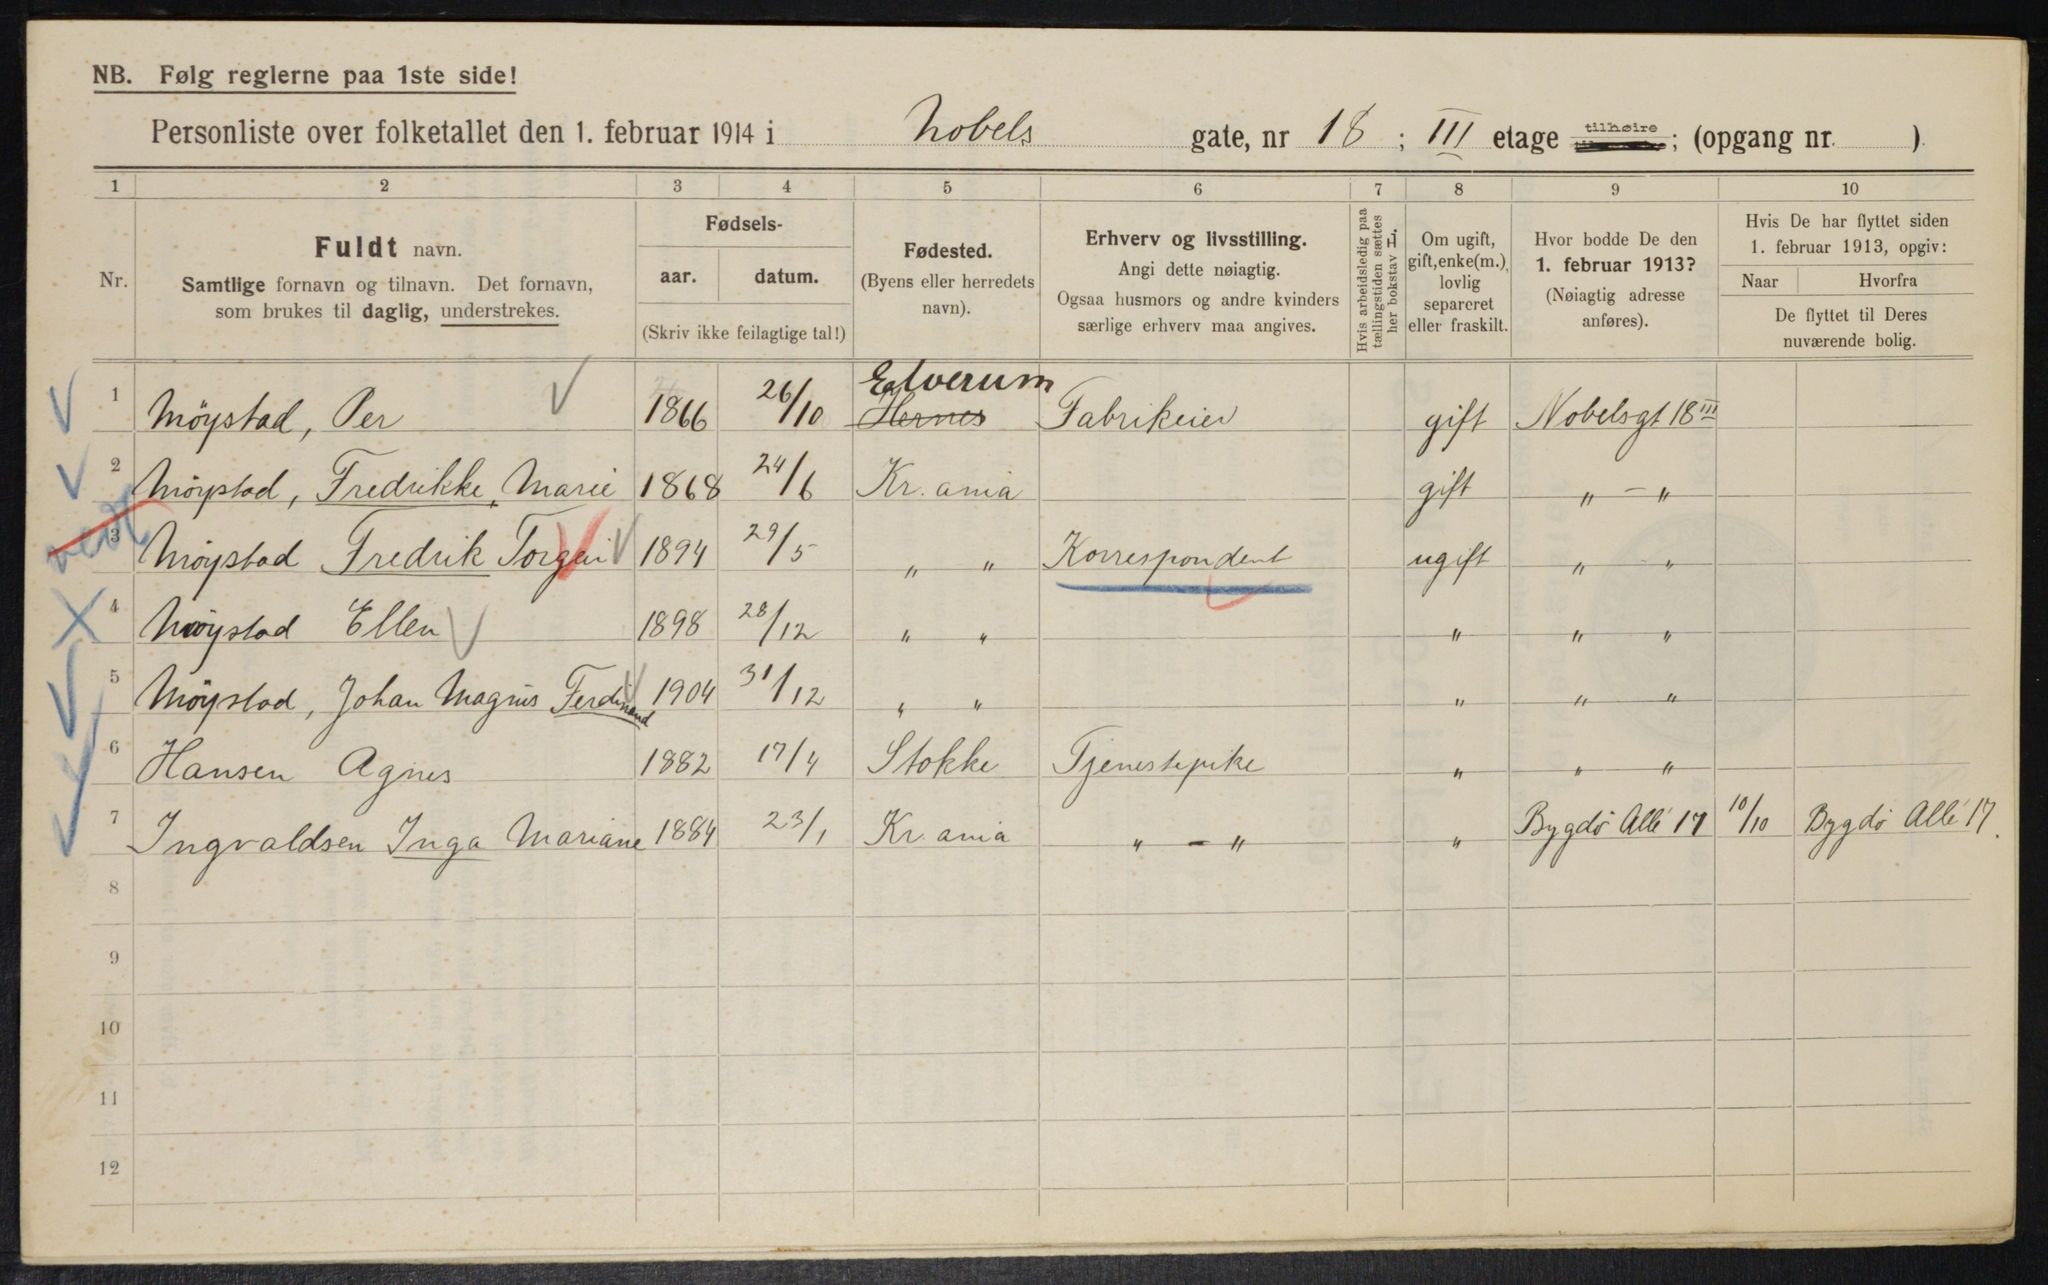 NB. Følg reglerne paa 1ste side!
Personliste over folketallet den 1. februar 1914 i Nobels gate, nr 18 ; III etage tilhøire ; (opgang nr. )
1 2 3 4 5 6 7 8 9 10
Nr.
Fuldt navn.
Samtlige fornavn og tilnavn. Det fornavn,
som brukes til daglig, understrekes.
Fødsels-
aar. datum.
(Skriv ikke feilagtige tal!)
Fødested.
(Byens eller herredets
navn).
Erhverv og livsstilling.
Angi dette nøiagtig.
Ogsaa husmors og andre kvinders
særlige erhverv maa angives.
Hvis arbeidsledig paa
tællingstiden sættes
her bokstav L.
Om ugift,
gift, enke(m.),
lovlig
separeret
eller fraskilt.
Hvor bodde De den
1. februar 1913?
(Nøiagtig adresse
anføres).
Hvis De har flyttet siden
1. februar 1913, opgiv:
Naar Hvorfra
De flyttet til Deres
nuværende bolig.
Elverum
1 Möystad, Per 1866 26/10 Hernes Fabrikeier gift Nobelsgt 18 III
2 Möystad, Fredrikke, Marie 1868 24/6 Kr. ania gift " – "
3 Möystad Fredrik Torgeir 1894 29/5 " " Korrespondent ugift " "
4 Möystad Ellen 1898 28/12 " " " " "
5 Möystad, Johan Magnus Ferdinand 1904 31/12 " " " " "
6 Hansen Agnes 1882 17/4 Stokke Tjenestepike " " "
7 Ingvaldsen Inga Mariane 1884 23/1 Kr. ania " – " " Bygdö Allé 17 10/10 Bygdö Allé 17.
8
9
10
11
12